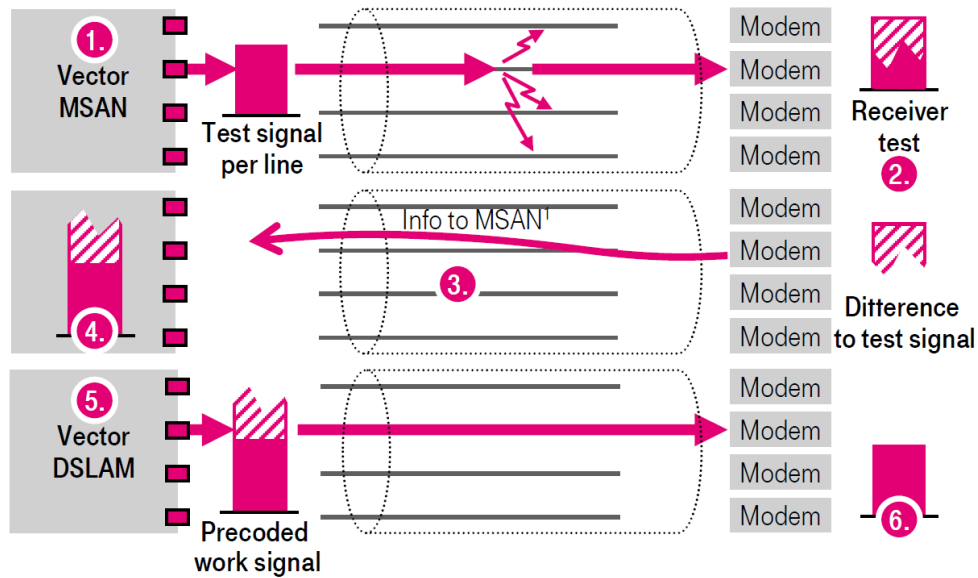 1.
Vector
MSAN
Test signal
per line
Modem
Modem
Modem
Modem
Receiver
test
2.
4.
Info to MSAN¹
3.
Modem
Modem
Modem
Modem
Ditterence
to test signal
5.
Vector
DSLAM
Precoded
work signal
Modem
Modem
Modem
Modem
6.